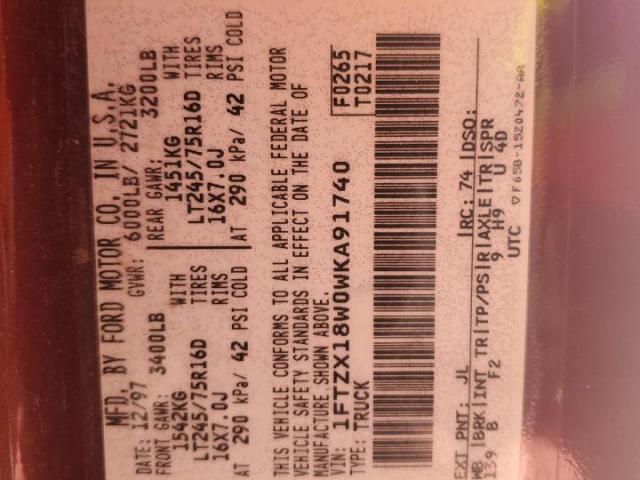 MFD. BY FORD MOTOR CO. IN U.S.A.
DATE: 12/97 GVWR: 6000LB/ 2721KG
FRONT GAWR: 3400LB REAR GAWR: 3200LB
1542KG WITH 1451KG WITH
LT245/75R16D TIRES LT245/75R16D TIRES
16X7.0J RIMS 16X7.0J RIMS
AT 290 kPa/ 42 PSI COLD AT 290 kPa/ 42 PSI COLD
THIS VEHICLE CONFORMS TO ALL APPLICABLE FEDERAL MOTOR
VEHICLE SAFETY STANDARDS IN EFFECT ON THE DATE OF
MANUFACTURE SHOWN ABOVE.
VIN: 1FTZX18W0WKA91740 F0265
TYPE: TRUCK T0217
EXT PNT: JL RC: 74 DSO:
WB BRK INT TR TP/PS R AXLE TR SPR
139 B F2 9 H9 U 4D
UTC
▽F65B-1520472-AA